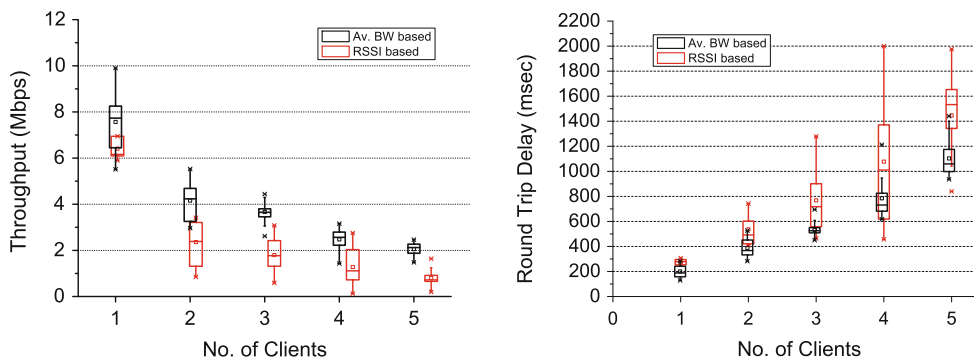 Av. BW based
RSSI based
12
10
8
6
4
2
0
Throughput (Mbps)
1 2 3 4 5
No. of Clients
Av. BW based
RSSI based
2200
2000
1800
1600
1400
1200
1000
800
600
400
200
0
Round Trip Delay (msec)
0 1 2 3 4 5
No. of Clients